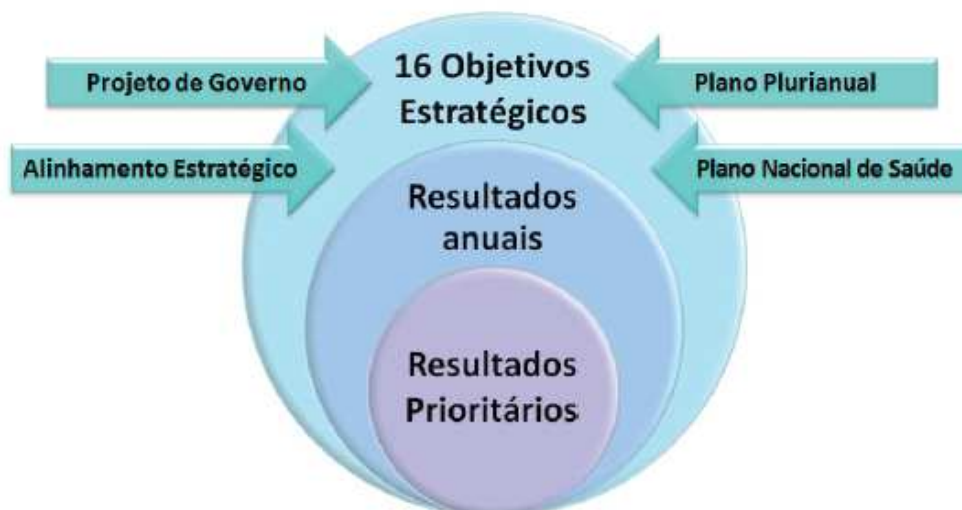 16 Objetivos
Estratégicos
Projeto de Governo
Plano Plurianual
Alinhamento Estratégico
Plano Nacional de Saúde
Resultados
anuais
Resultados
Prioritários